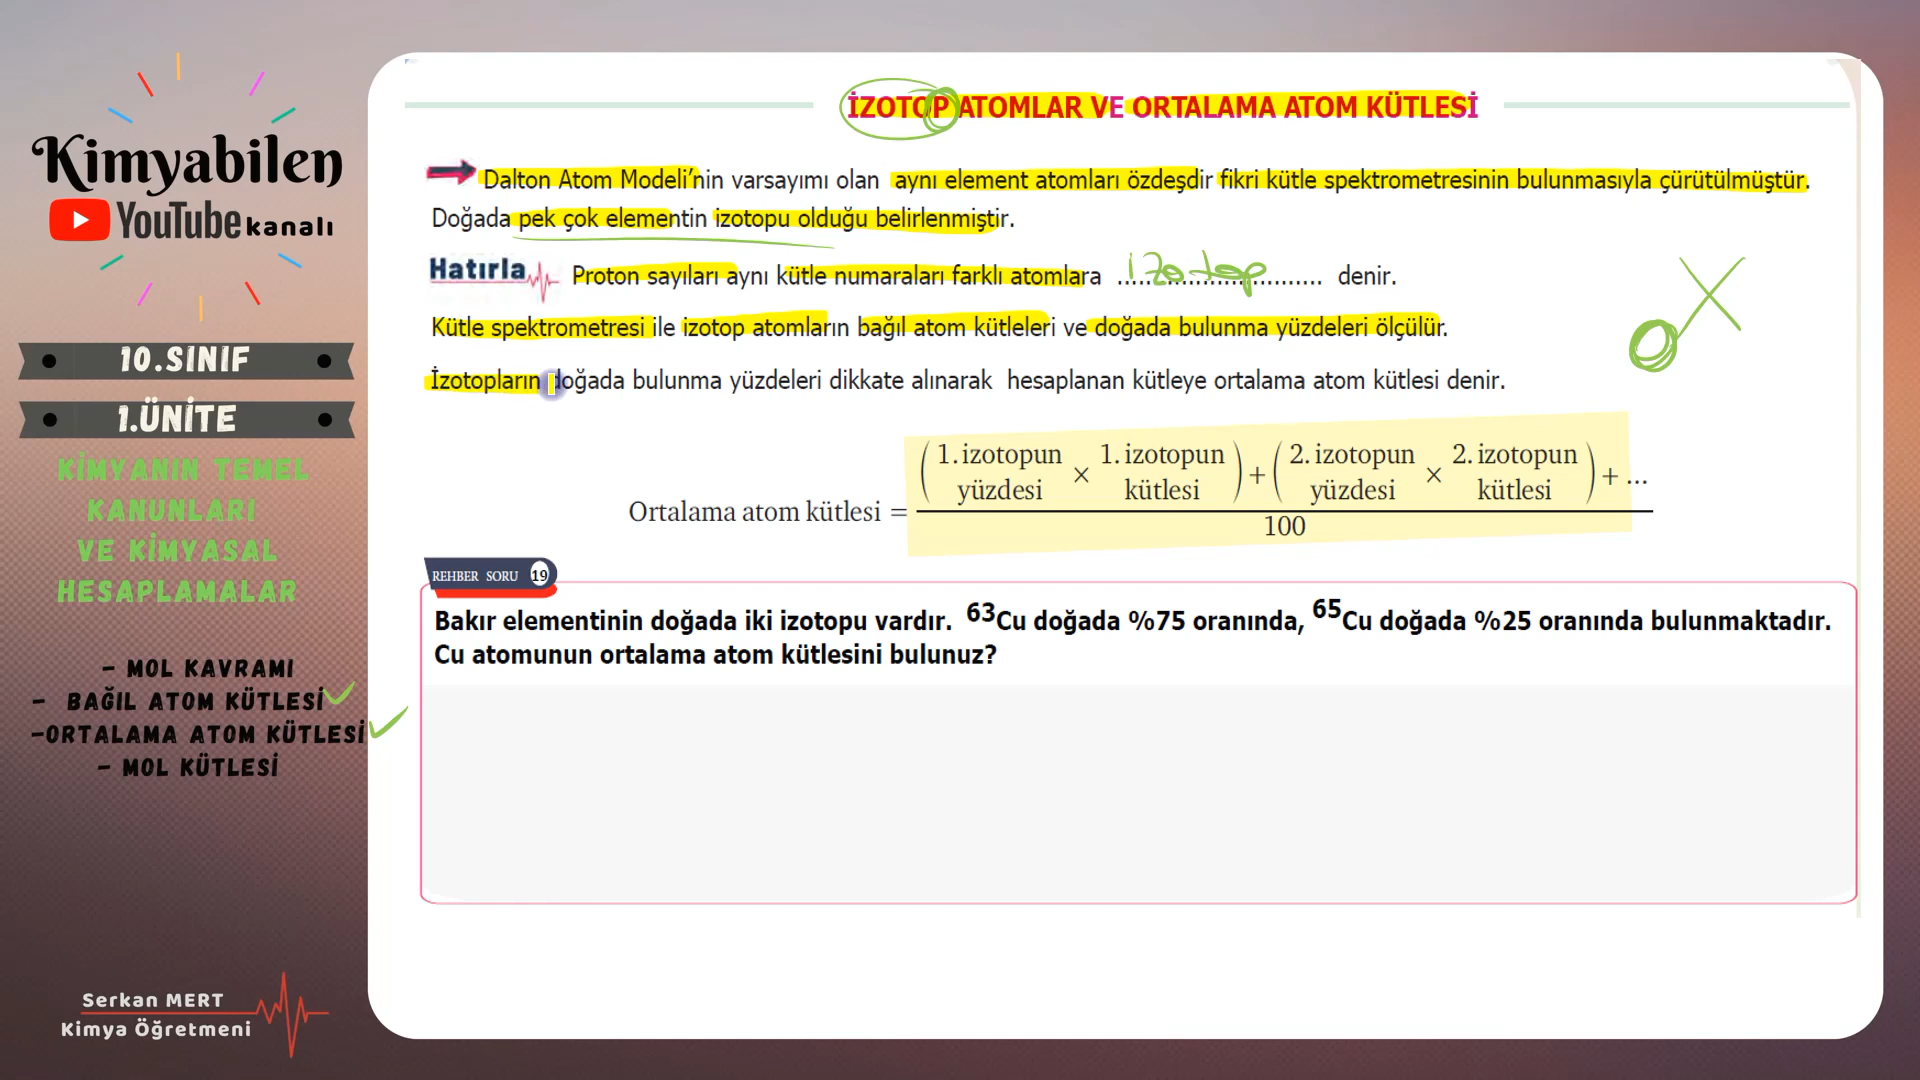 Kimyabilen
YouTube kanalı
10.SINIF
1.ÜNİTE
KİMYANIN TEMEL
KANUNLARI
VE KİMYASAL
HESAPLAMALAR
- MOL KAVRAMI
- BAĞIL ATOM KÜTLESİ
-ORTALAMA ATOM KÜTLESİ
- MOL KÜTLESİ
Serkan MERT
Kimya Öğretmeni
İZOTOP ATOMLAR VE ORTALAMA ATOM KÜTLESİ
Dalton Atom Modeli’nin varsayımı olan aynı element atomları özdeşdir fikri kütle spektrometresinin bulunmasıyla çürütülmüştür.
Doğada pek çok elementin izotopu olduğu belirlenmiştir.
Hatırla Proton sayıları aynı kütle numaraları farklı atomlara .....izotop........ denir.
Kütle spektrometresi ile izotop atomların bağıl atom kütleleri ve doğada bulunma yüzdeleri ölçülür.
İzotopların doğada bulunma yüzdeleri dikkate alınarak hesaplanan kütleye ortalama atom kütlesi denir.
Ortalama atom kütlesi = ( 1. izotopun yüzdesi × 1. izotopun kütlesi ) + ( 2. izotopun yüzdesi × 2. izotopun kütlesi ) + ...
100
REHBER SORU 19
Bakır elementinin doğada iki izotopu vardır. ⁶³Cu doğada %75 oranında, ⁶⁵Cu doğada %25 oranında bulunmaktadır.
Cu atomunun ortalama atom kütlesini bulunuz?